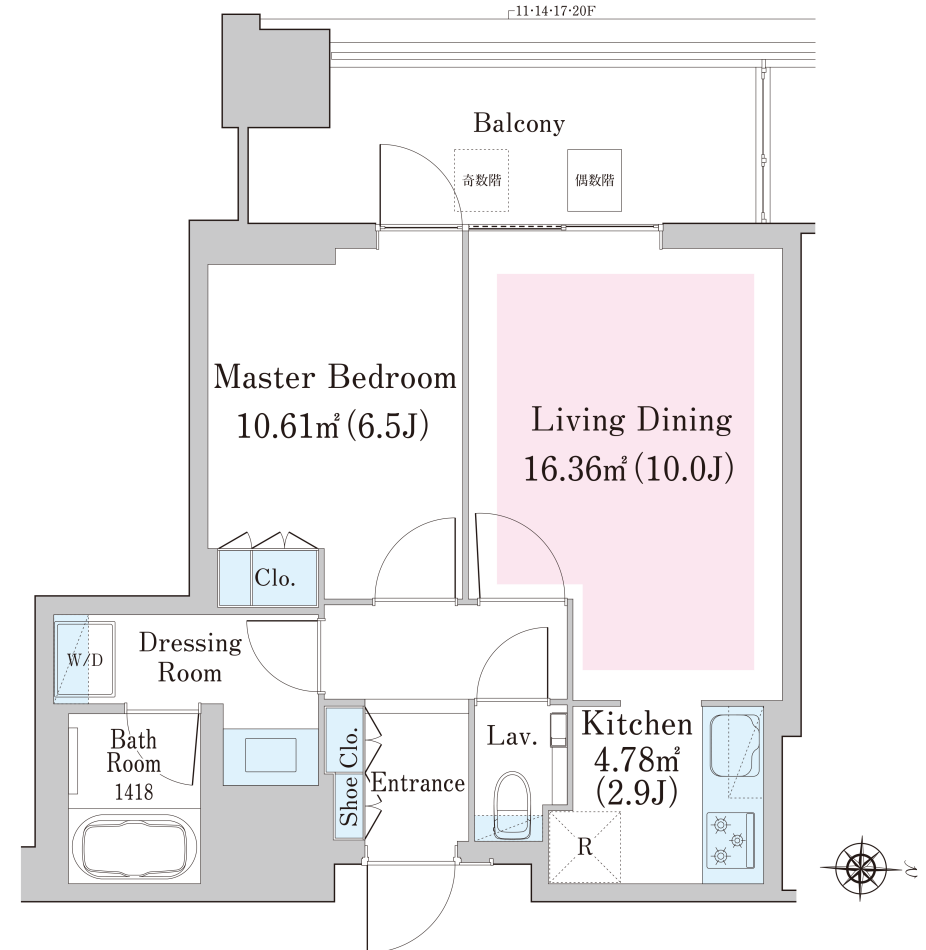 11·14·17·20F
Balcony
奇数階
偶数階
Master Bedroom
10.61㎡(6.5J)
Living Dining
16.36㎡(10.0J)
Clo.
Dressing
Room
W/D
Bath
Room
1418
Shoe Clo.
Entrance
Lav.
Kitchen
4.78㎡
(2.9J)
R
N